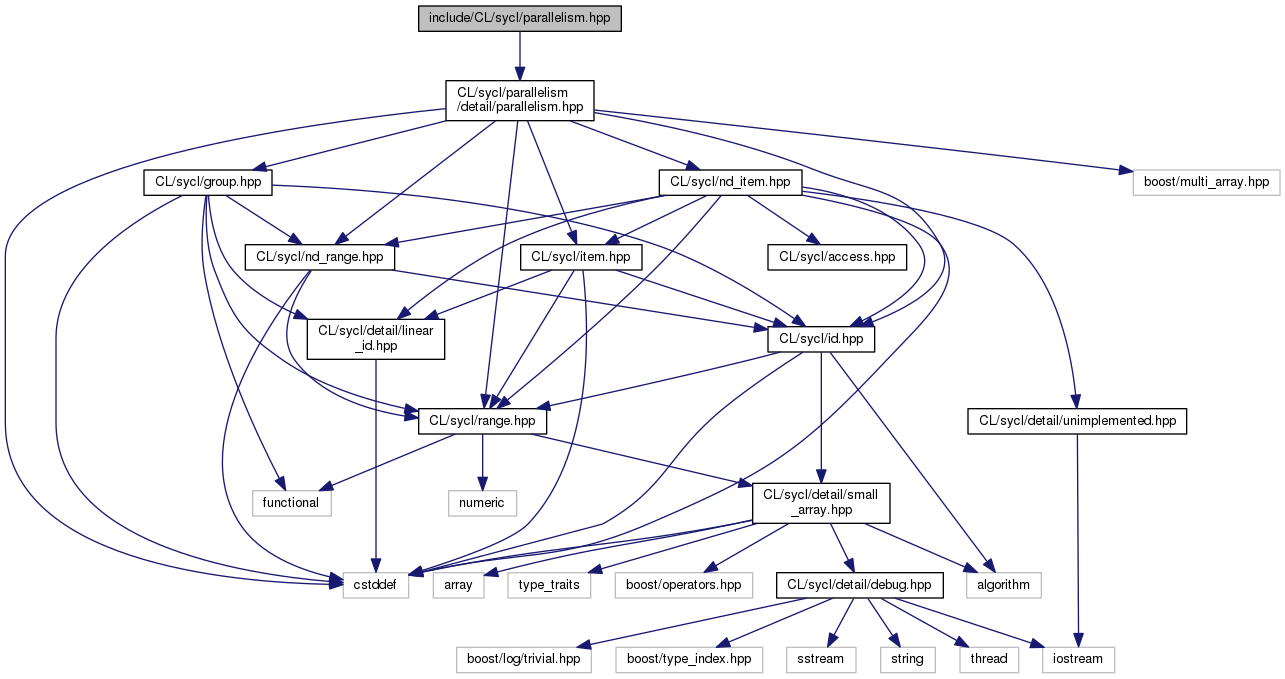 include/CL/sycl/parallelism.hpp
CL/sycl/parallelism
/detail/parallelism.hpp
CL/sycl/group.hpp
CL/sycl/nd_item.hpp
boost/multi_array.hpp
CL/sycl/nd_range.hpp
CL/sycl/item.hpp
CL/sycl/access.hpp
CL/sycl/detail/linear
_id.hpp
CL/sycl/id.hpp
CL/sycl/range.hpp
CL/sycl/detail/unimplemented.hpp
functional
numeric
CL/sycl/detail/small
_array.hpp
cstddef
array
type_traits
boost/operators.hpp
CL/sycl/detail/debug.hpp
algorithm
boost/log/trivial.hpp
boost/type_index.hpp
sstream
string
thread
iostream